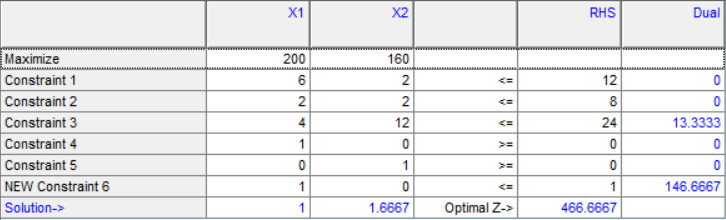 X1 X2 RHS Dual
Maximize 200 160
Constraint 1 6 2 <= 12 0
Constraint 2 2 2 <= 8 0
Constraint 3 4 12 <= 24 13.3333
Constraint 4 1 0 >= 0 0
Constraint 5 0 1 >= 0 0
NEW Constraint 6 1 0 <= 1 146.6667
Solution-> 1 1.6667 Optimal Z-> 466.6667